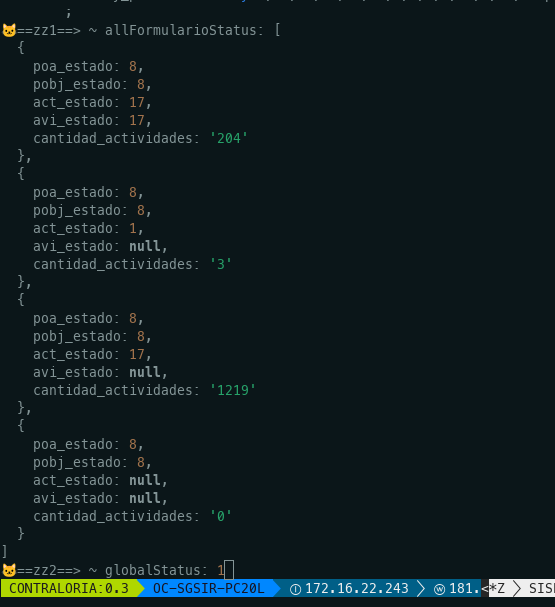 ;
🐱==zz1==> ~ allFormularioStatus: [
  {
    poa_estado: 8,
    pobj_estado: 8,
    act_estado: 17,
    avi_estado: 17,
    cantidad_actividades: '204'
  },
  {
    poa_estado: 8,
    pobj_estado: 8,
    act_estado: 1,
    avi_estado: null,
    cantidad_actividades: '3'
  },
  {
    poa_estado: 8,
    pobj_estado: 8,
    act_estado: 17,
    avi_estado: null,
    cantidad_actividades: '1219'
  },
  {
    poa_estado: 8,
    pobj_estado: 8,
    act_estado: null,
    avi_estado: null,
    cantidad_actividades: '0'
  }
]
🐱==zz2==> ~ globalStatus: 1
CONTRALORIA:0.3 OC-SGSIR-PC20L Ⓛ 172.16.22.243 ⓦ 181.<*Z SIS